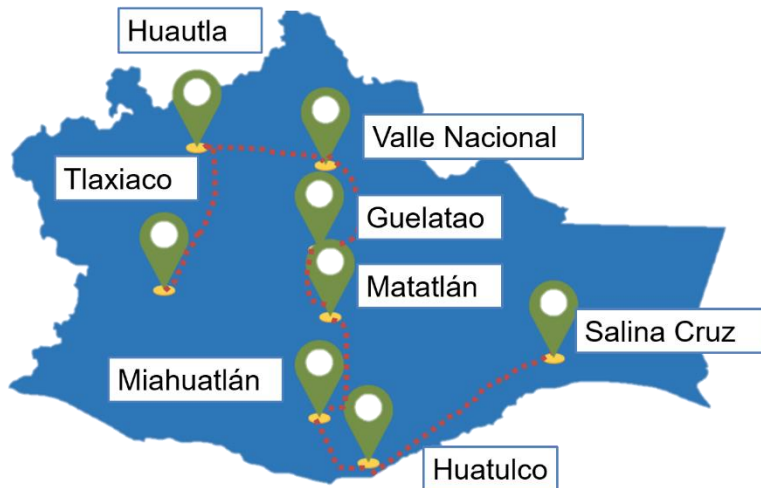 Huautla
Valle Nacional
Tlaxiaco
Guelatao
Matatlán
Salina Cruz
Miahuatlán
Huatulco